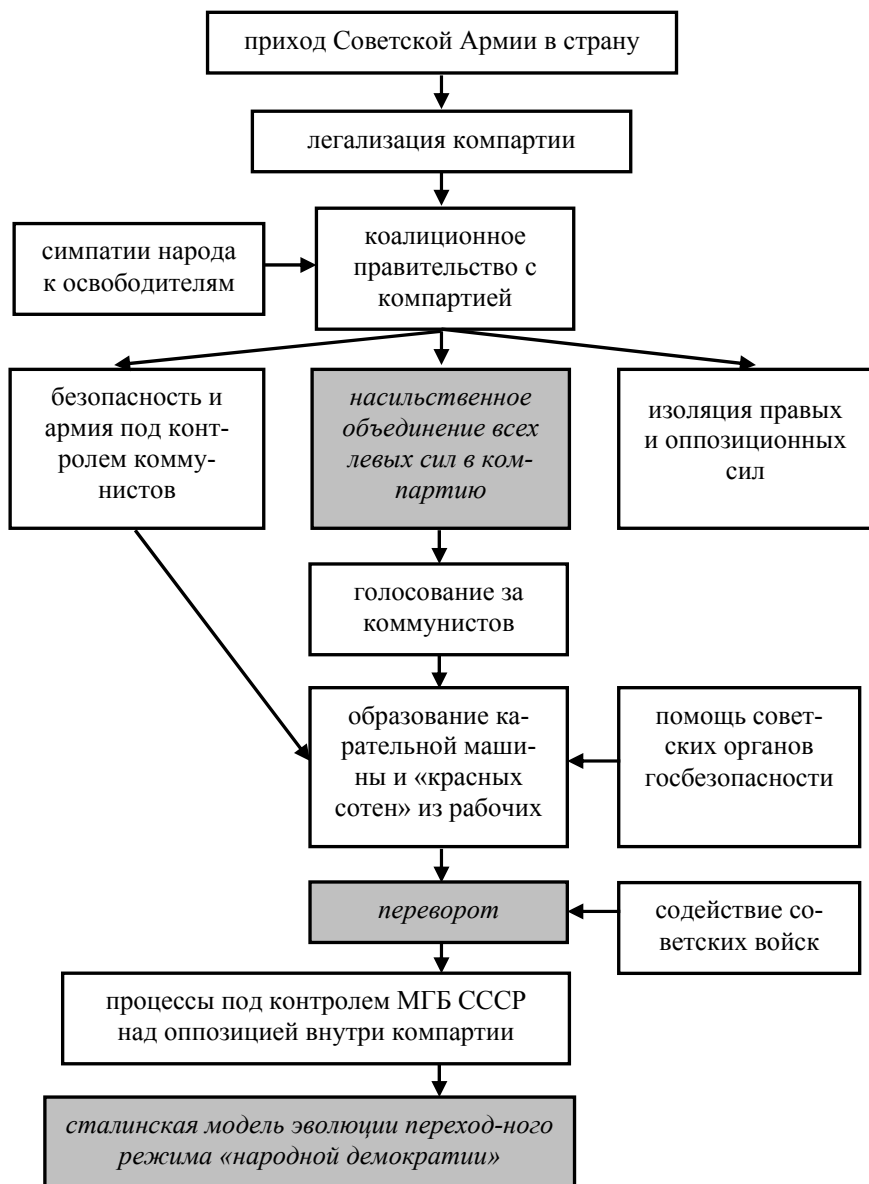 приход Советской Армии в страну
легализация компартии
симпатии народа
к освободителям
коалиционное
правительство с
компартией
безопасность и
армия под конт-
ролем комму-
нистов
насильственное
объединение всех
левых сил в ком-
партию
изоляция правых
и оппозиционных
сил
голосование за
коммунистов
образование ка-
рательной маши-
ны и «красных
сотен» из рабочих
помощь совет-
ских органов
госбезопасности
переворот
содействие со-
ветских войск
процессы под контролем МГБ СССР
над оппозицией внутри компартии
сталинская модель эволюции переход-ного
режима «народной демократии»